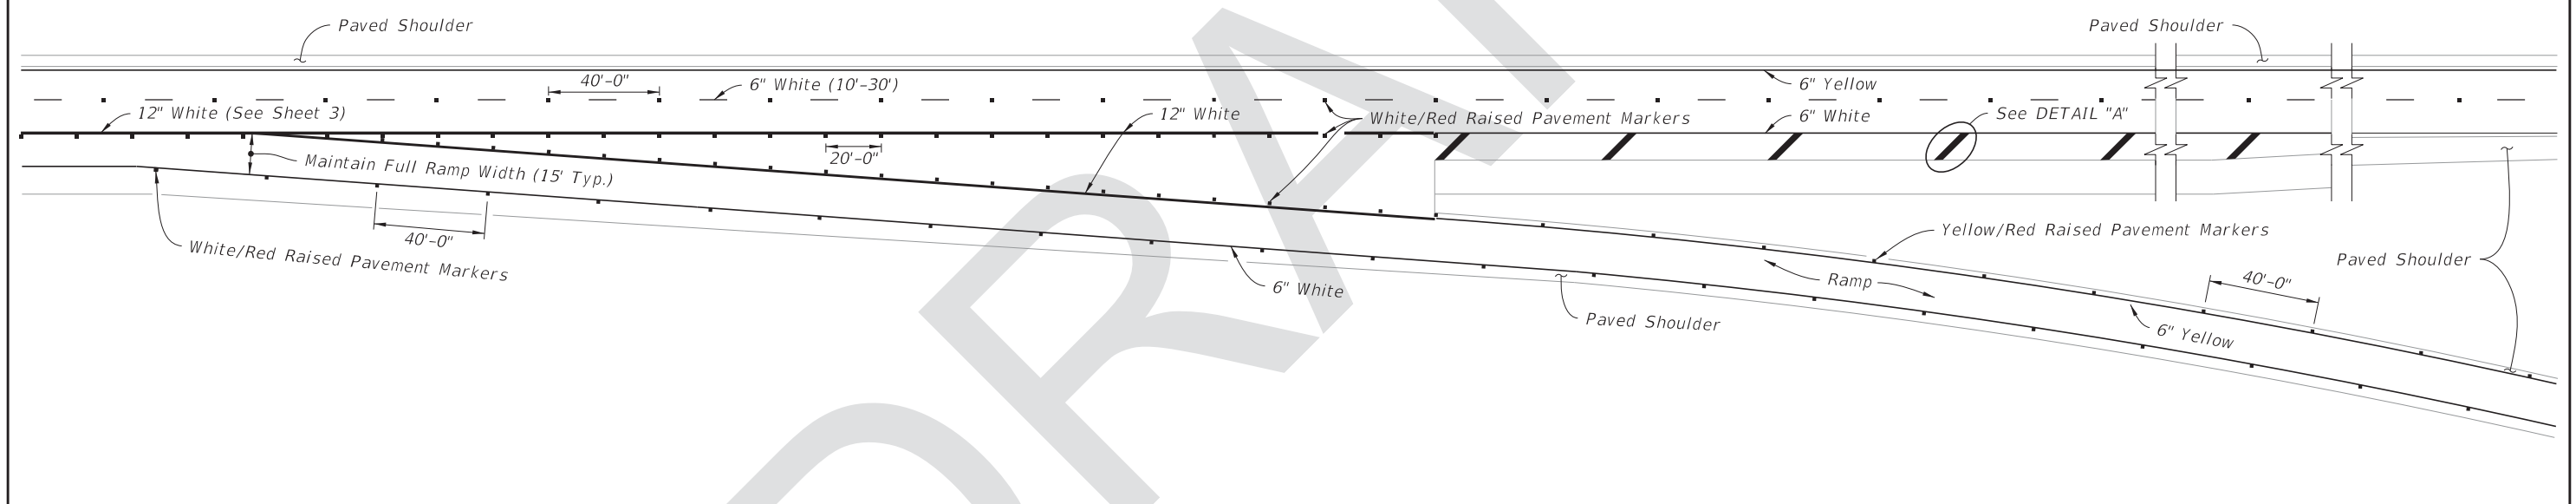 Paved Shoulder
Paved Shoulder
40'-0"
6" White (10'-30')
6" Yellow
12" White (See Sheet 3)
12" White
White/Red Raised Pavement Markers
6" White
See DETAIL "A"
Maintain Full Ramp Width (15' Typ.)
20'-0"
40'-0"
White/Red Raised Pavement Markers
6" White
Paved Shoulder
Ramp
Yellow/Red Raised Pavement Markers
Paved Shoulder
40'-0"
6" Yellow